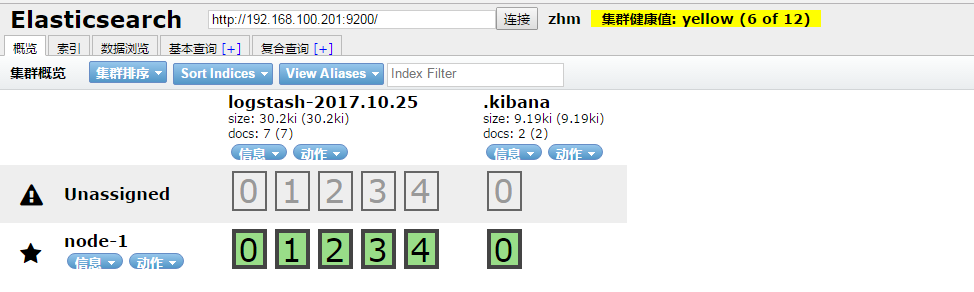 Elasticsearch http://192.168.100.201:9200/ 连接 zhm 集群健康值: yellow (6 of 12)
概览 索引 数据浏览 基本查询 [+] 复合查询 [+]
集群概览 集群排序 Sort Indices View Aliases Index Filter
logstash-2017.10.25 .kibana
size: 30.2ki (30.2ki) size: 9.19ki (9.19ki)
docs: 7 (7) docs: 2 (2)
信息 动作 信息 动作
Unassigned 0 1 2 3 4 0
node-1 0 1 2 3 4 0
信息 动作